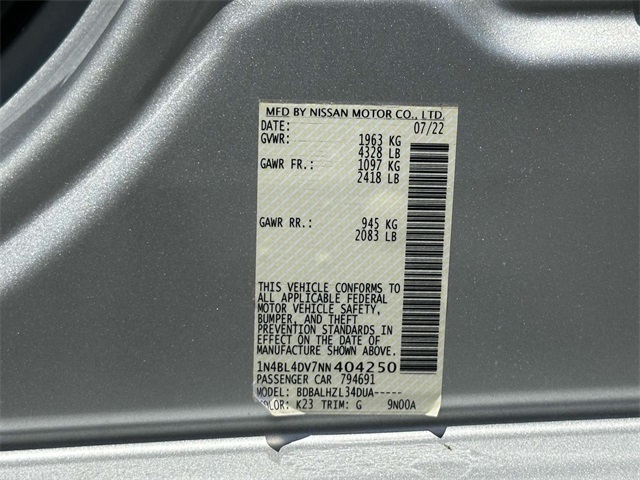 MFD BY NISSAN MOTOR CO., LTD.
DATE: 07/22
GVWR: 1963 KG
4328 LB
GAWR FR.: 1097 KG
2418 LB
GAWR RR.: 945 KG
2083 LB
THIS VEHICLE CONFORMS TO
ALL APPLICABLE FEDERAL
MOTOR VEHICLE SAFETY,
BUMPER, AND THEFT
PREVENTION STANDARDS IN
EFFECT ON THE DATE OF
MANUFACTURE SHOWN ABOVE.
1N4BL4DV7NN404250
PASSENGER CAR 794691
MODEL: BDBALHZL34DUA-----
COLOR: K23 TRIM: G 9N00A